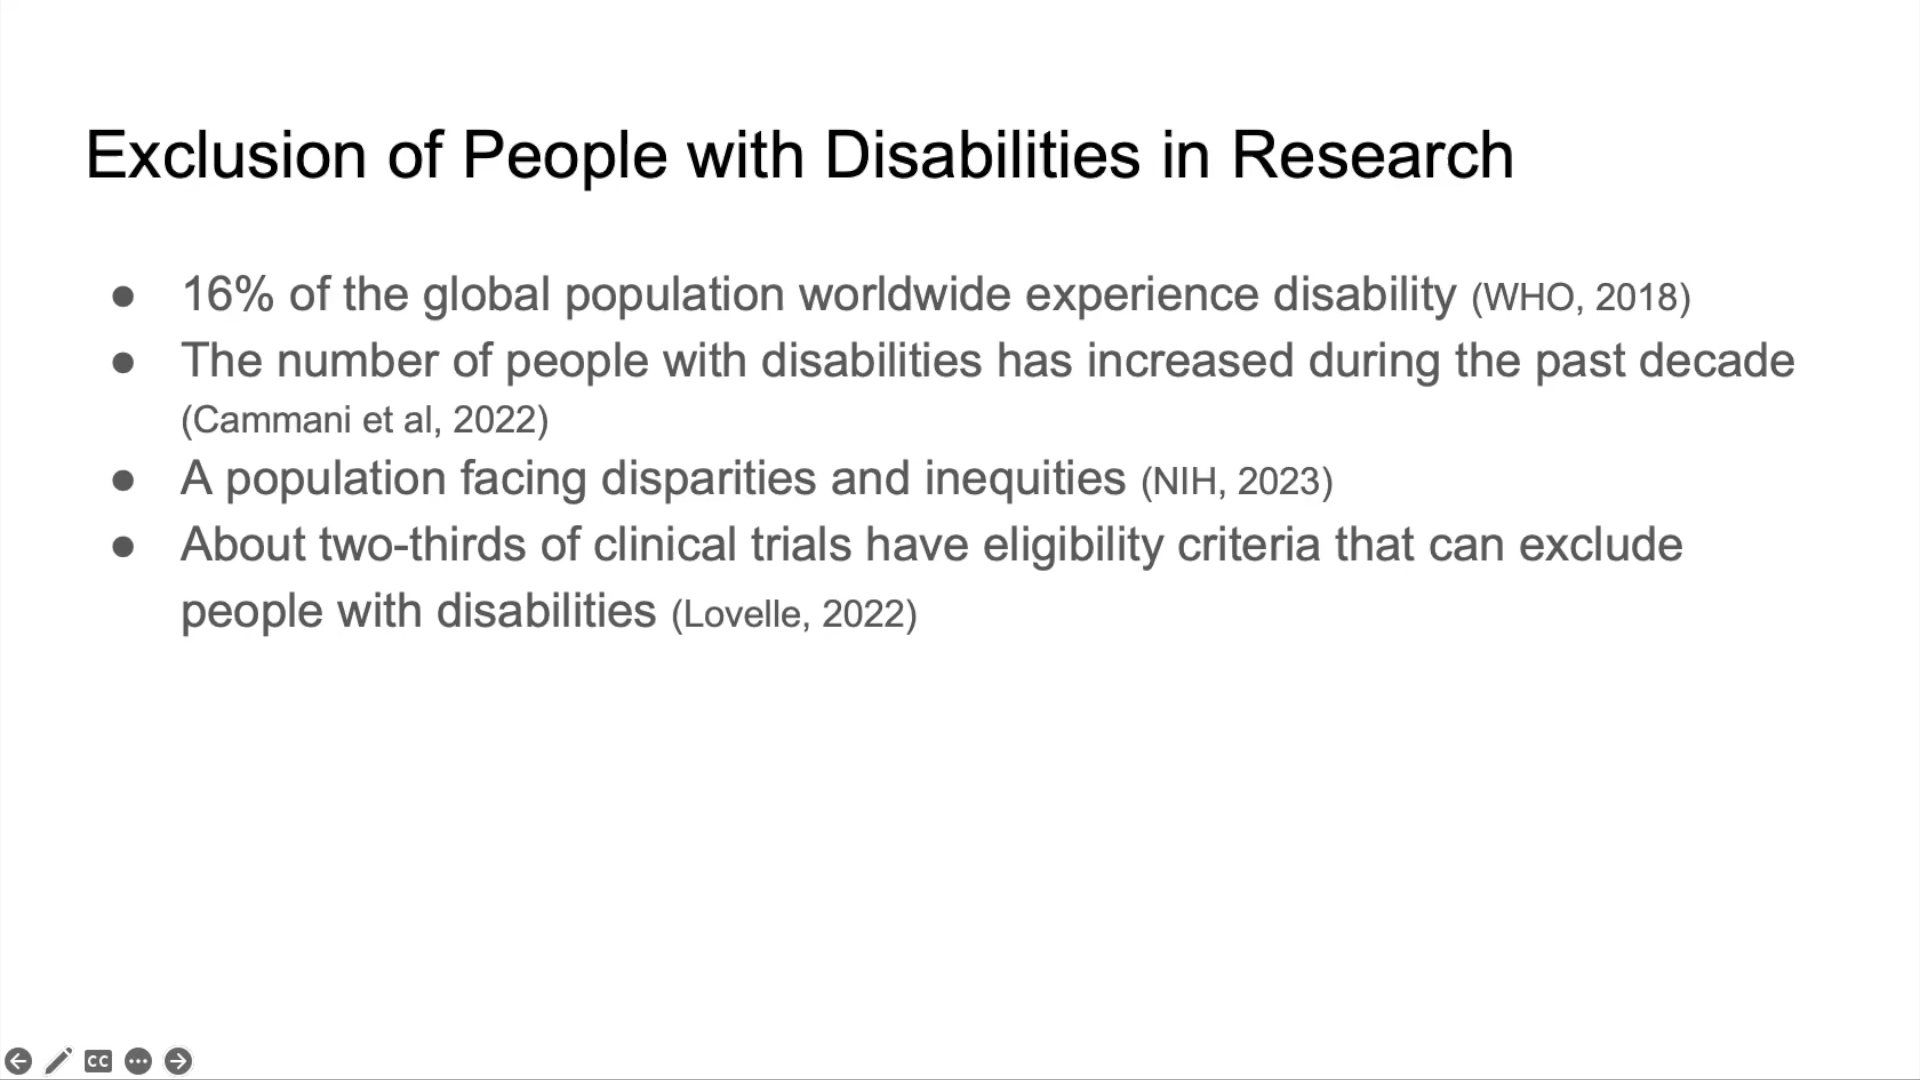 Exclusion of People with Disabilities in Research
● 16% of the global population worldwide experience disability (WHO, 2018)
● The number of people with disabilities has increased during the past decade
(Cammani et al, 2022)
● A population facing disparities and inequities (NIH, 2023)
● About two-thirds of clinical trials have eligibility criteria that can exclude
people with disabilities (Lovelle, 2022)
CC